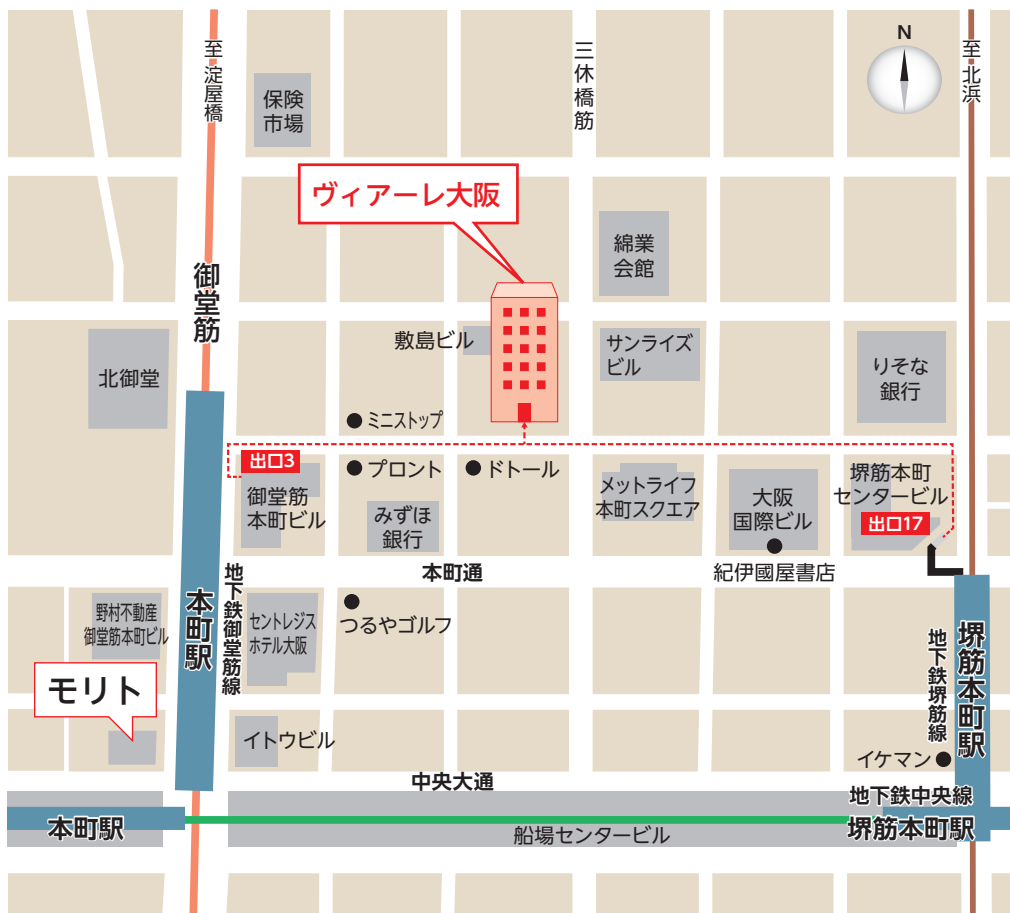 至淀屋橋
保険
市場
三休橋筋
N
至北浜
ヴィアーレ大阪
綿業
会館
御堂筋
敷島ビル
サンライズ
ビル
りそな
銀行
北御堂
ミニストップ
出口3
プロント
ドトール
御堂筋
本町ビル
みずほ
銀行
メットライフ
本町スクエア
大阪
国際ビル
堺筋本町
センタービル
出口17
本町通
紀伊國屋書店
地下鉄御堂筋線
本町駅
野村不動産
御堂筋本町ビル
セントレジス
ホテル大阪
つるやゴルフ
地下鉄堺筋線
堺筋本町駅
モリト
イトウビル
イケマン
中央大通
地下鉄中央線
本町駅
船場センタービル
堺筋本町駅